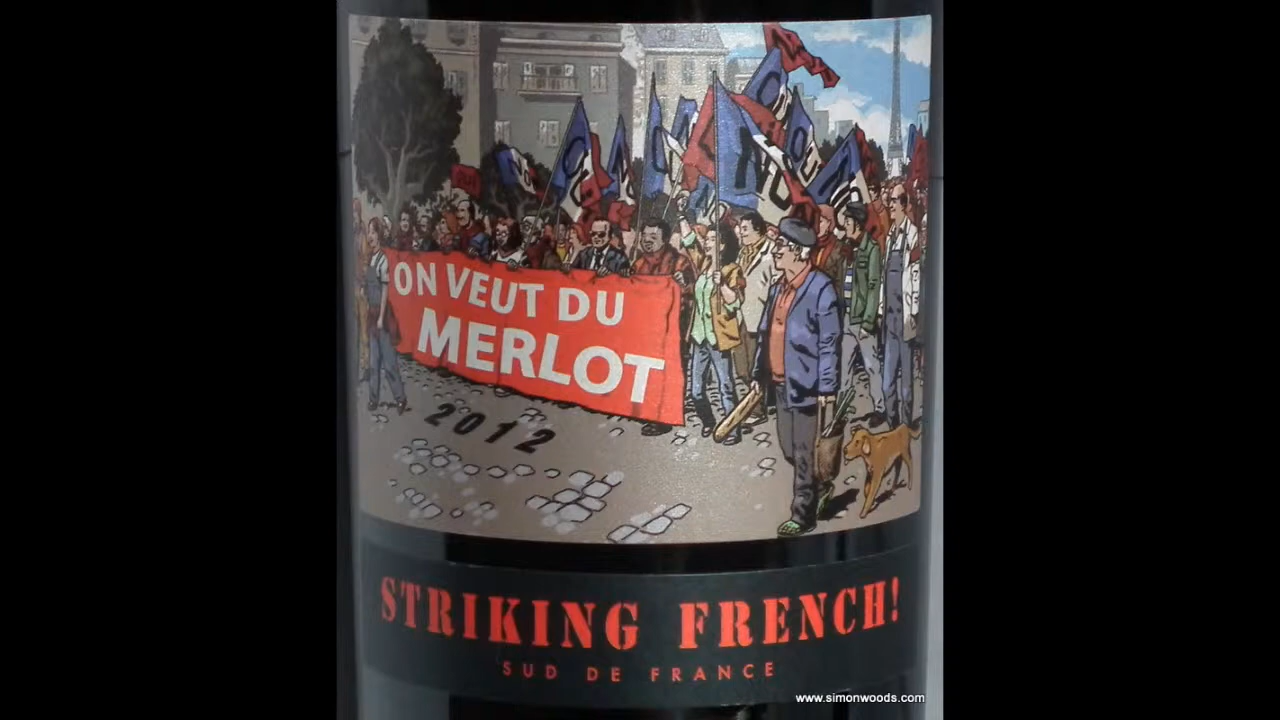 ON VEUT DU
MERLOT
2012
STRIKING FRENCH!
SUD DE FRANCE
www.simonwoods.com